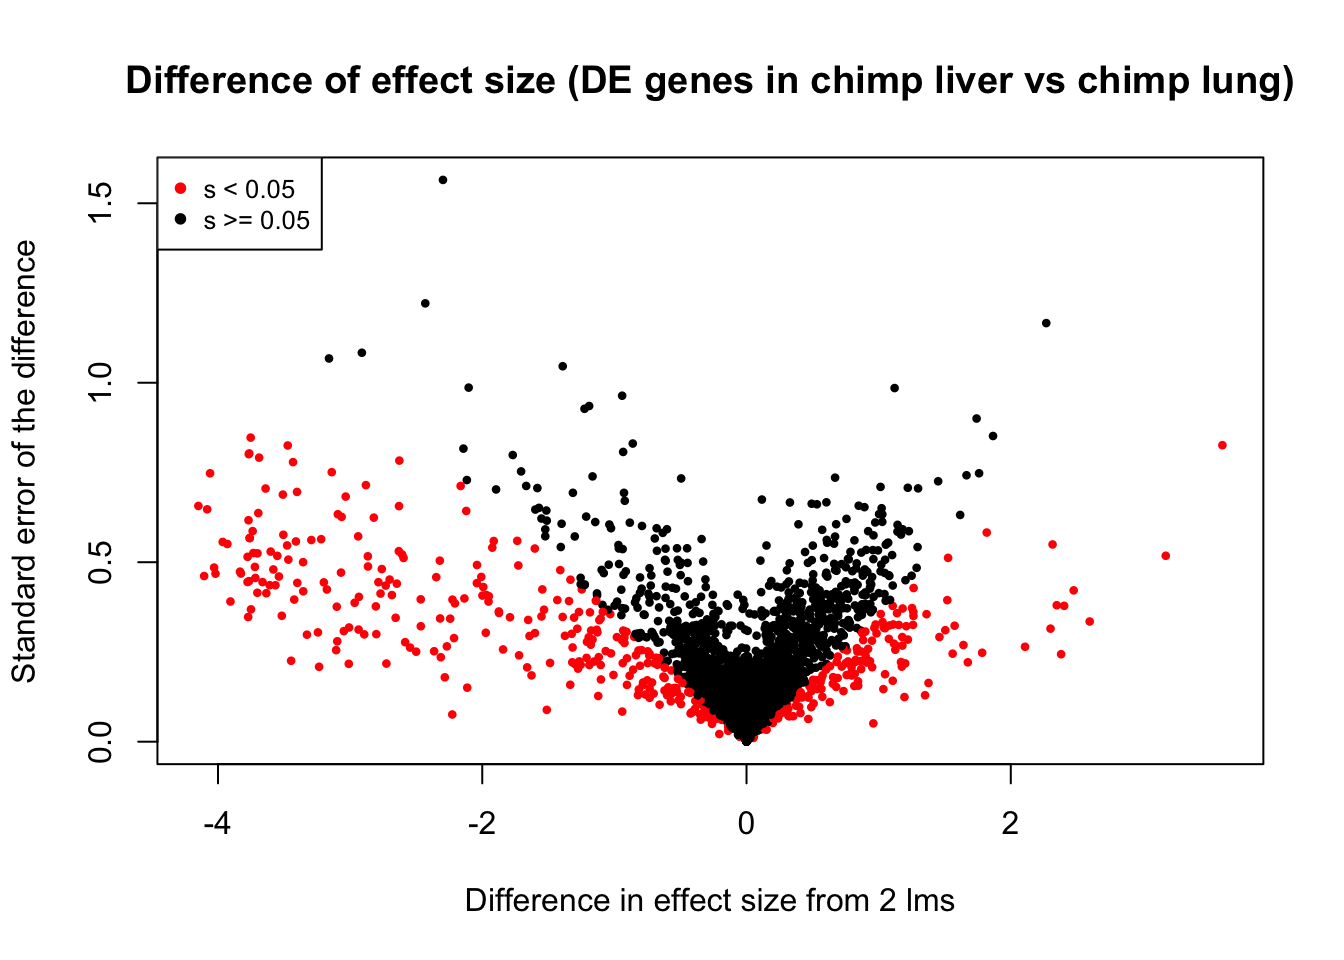 Difference of effect size (DE genes in chimp liver vs chimp lung)
s < 0.05
s >= 0.05
Standard error of the difference
1.5
1.0
0.5
0.0
-4 -2 0 2
Difference in effect size from 2 lms